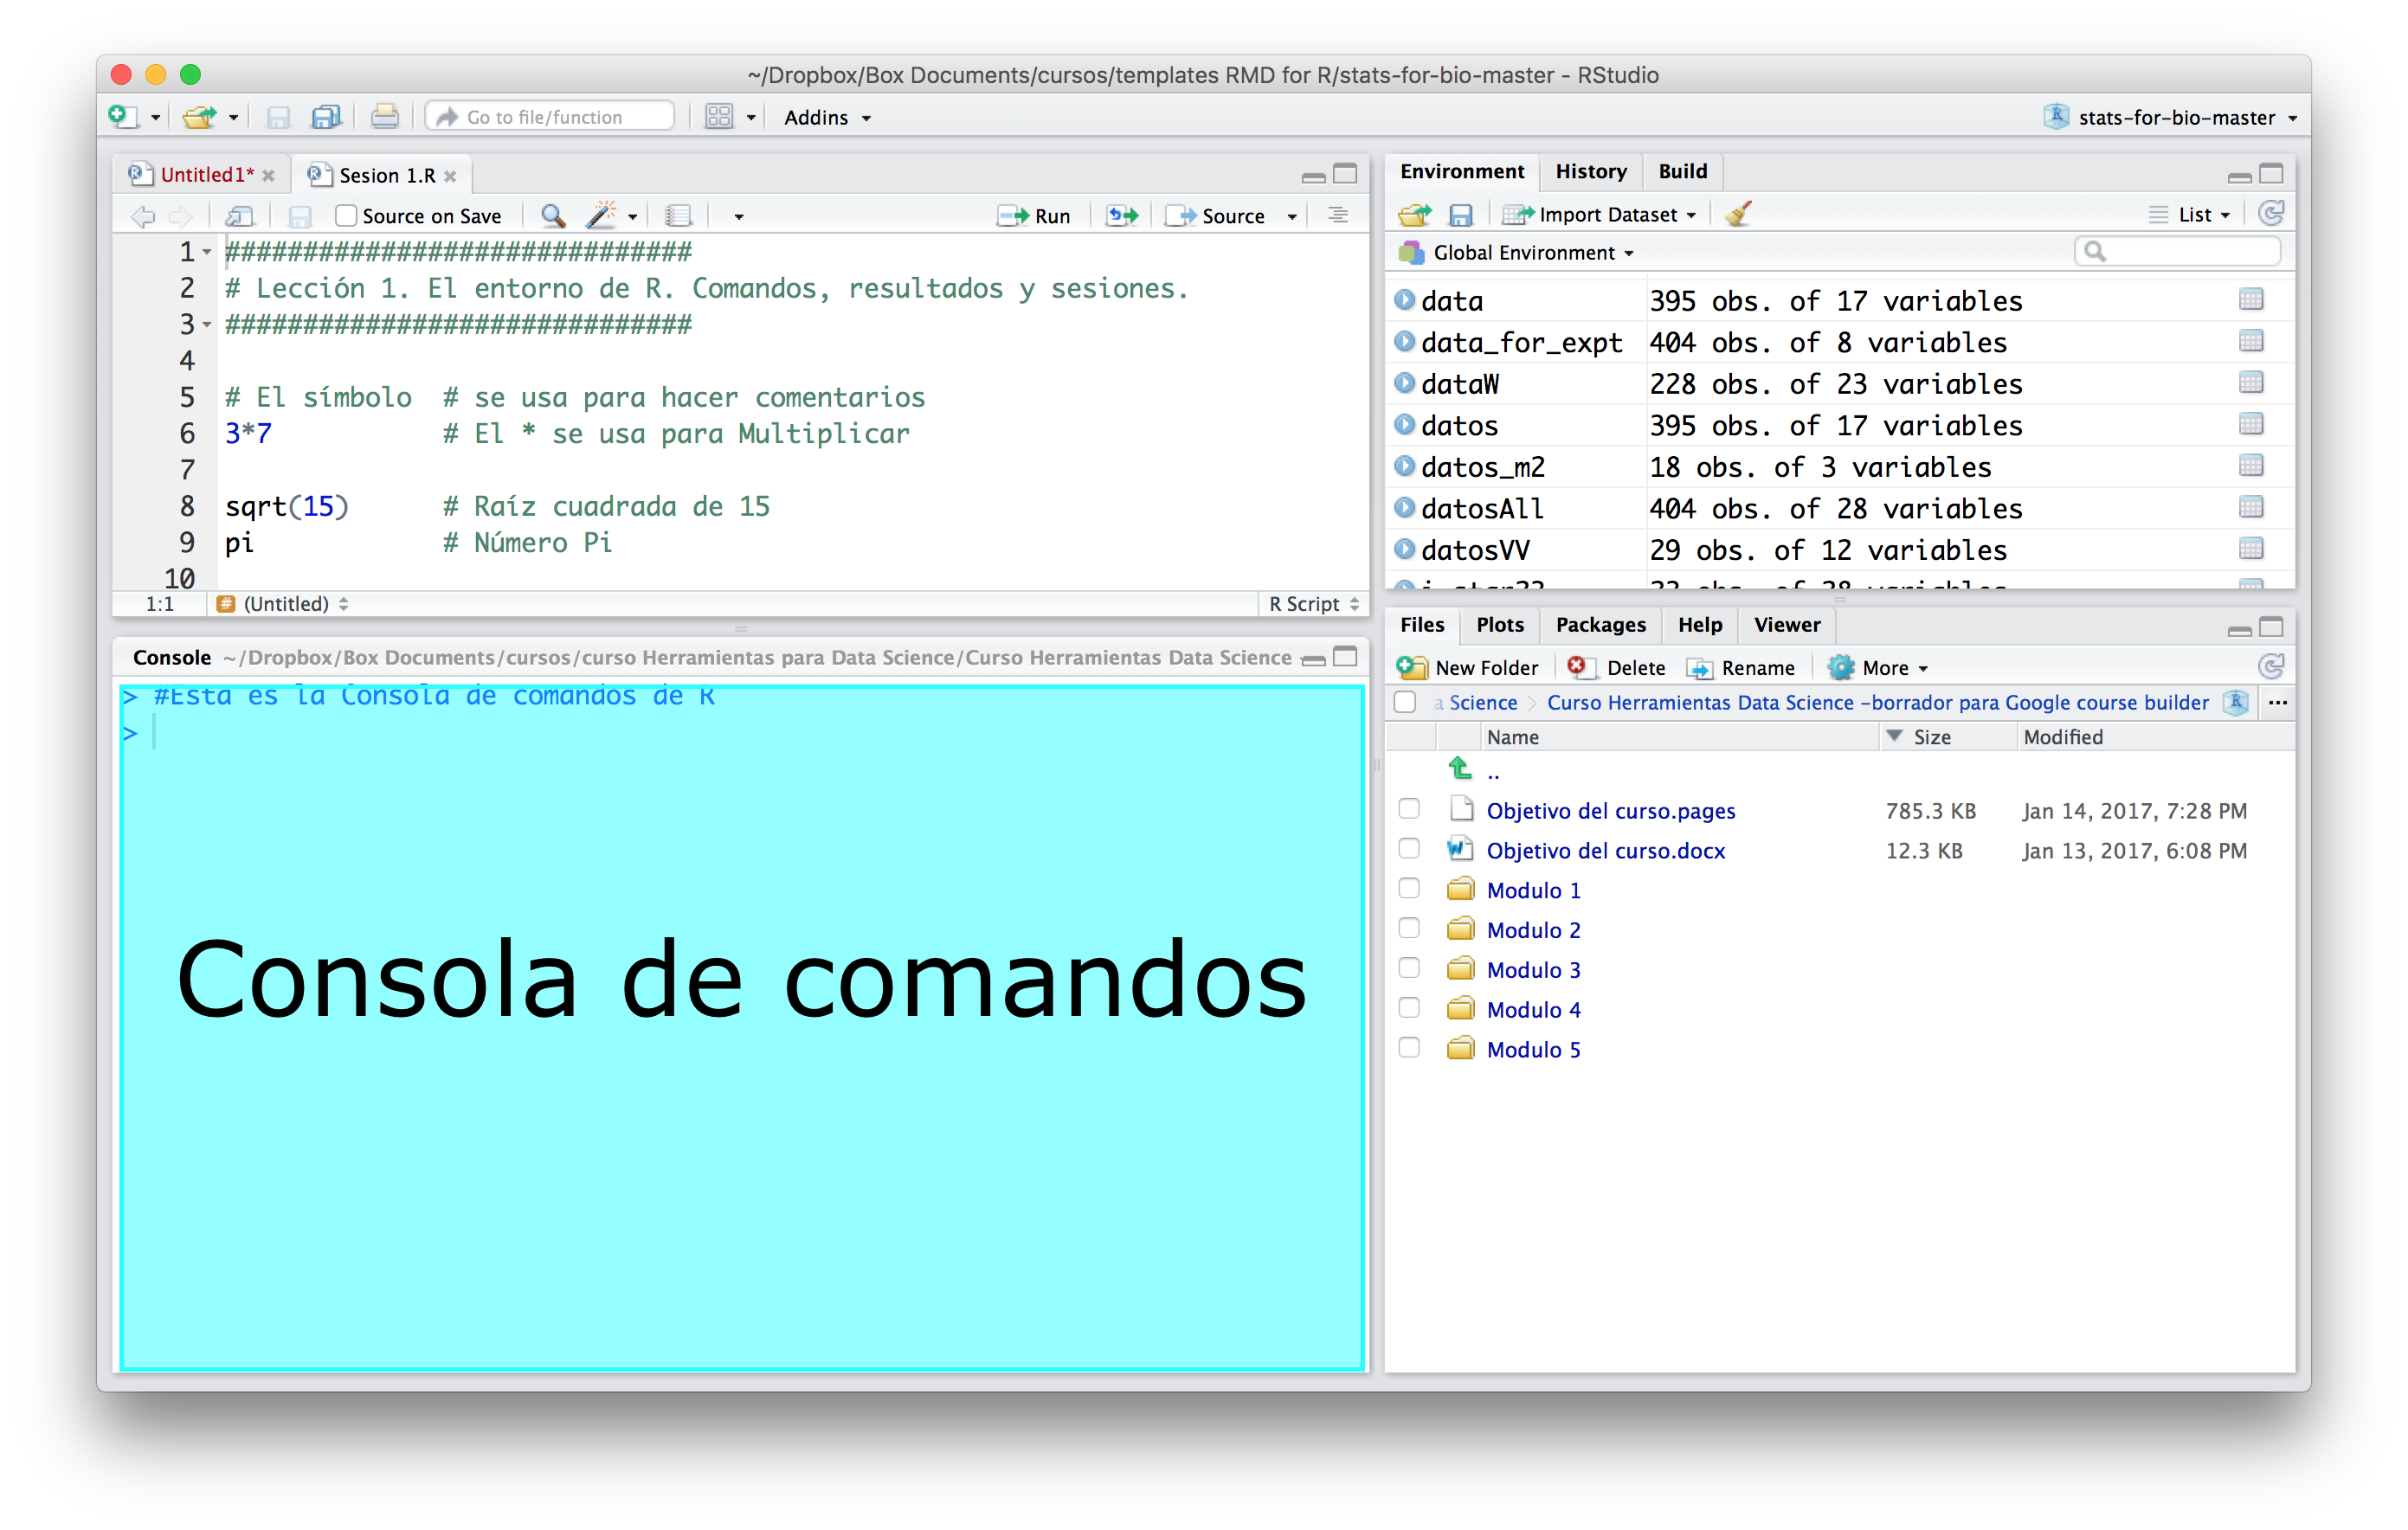 ~/Dropbox/Box Documents/cursos/templates RMD for R/stats-for-bio-master - RStudio
Go to file/function
Addins
stats-for-bio-master
Untitled1*
Sesion 1.R
Source on Save
Run
Source
1 ##############################
2 # Lección 1. El entorno de R. Comandos, resultados y sesiones.
3 ##############################
4
5 # El símbolo  # se usa para hacer comentarios
6 3*7           # El * se usa para Multiplicar
7
8 sqrt(15)      # Raíz cuadrada de 15
9 pi            # Número Pi
10
1:1
# (Untitled)
R Script
Console ~/Dropbox/Box Documents/cursos/curso Herramientas para Data Science/Curso Herramientas Data Science
> #Esta es la Consola de comandos de R
>
Consola de comandos
Environment
History
Build
Import Dataset
List
Global Environment
data 395 obs. of 17 variables
data_for_expt 404 obs. of 8 variables
dataW 228 obs. of 23 variables
datos 395 obs. of 17 variables
datos_m2 18 obs. of 3 variables
datosAll 404 obs. of 28 variables
datosVV 29 obs. of 12 variables
Files
Plots
Packages
Help
Viewer
New Folder
Delete
Rename
More
a Science > Curso Herramientas Data Science –borrador para Google course builder ...
Name Size Modified
..
Objetivo del curso.pages 785.3 KB Jan 14, 2017, 7:28 PM
Objetivo del curso.docx 12.3 KB Jan 13, 2017, 6:08 PM
Modulo 1
Modulo 2
Modulo 3
Modulo 4
Modulo 5